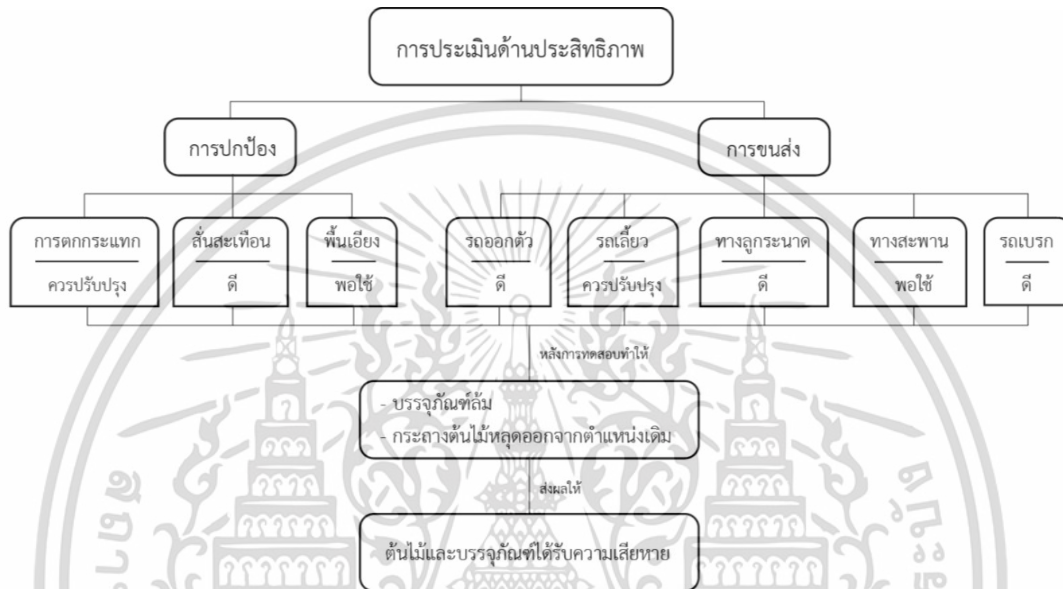 การประเมินด้านประสิทธิภาพ
การปกป้อง
การขนส่ง
การตกกระแทก
ควรปรับปรุง
สั่นสะเทือน
ดี
พื้นเอียง
พอใช้
รถออกตัว
ดี
รถเลี้ยว
ควรปรับปรุง
ทางลูกระนาด
ดี
ทางสะพาน
พอใช้
รถเบรก
ดี
หลังการทดสอบทำให้
- บรรจุภัณฑ์ล้ม
- กระถางต้นไม้หลุดออกจากตำแหน่งเดิม
ส่งผลให้
ต้นไม้และบรรจุภัณฑ์ได้รับความเสียหาย